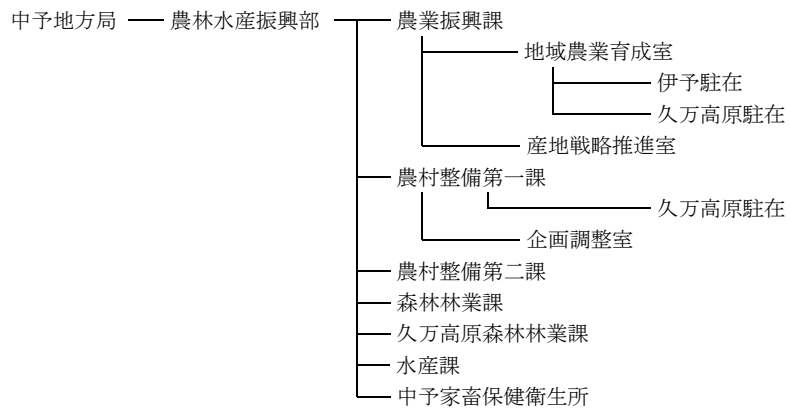 中予地方局 農林水産振興部 農業振興課
地域農業育成室
伊予駐在
久万高原駐在
産地戦略推進室
農村整備第一課
久万高原駐在
企画調整室
農村整備第二課
森林林業課
久万高原森林林業課
水産課
中予家畜保健衛生所